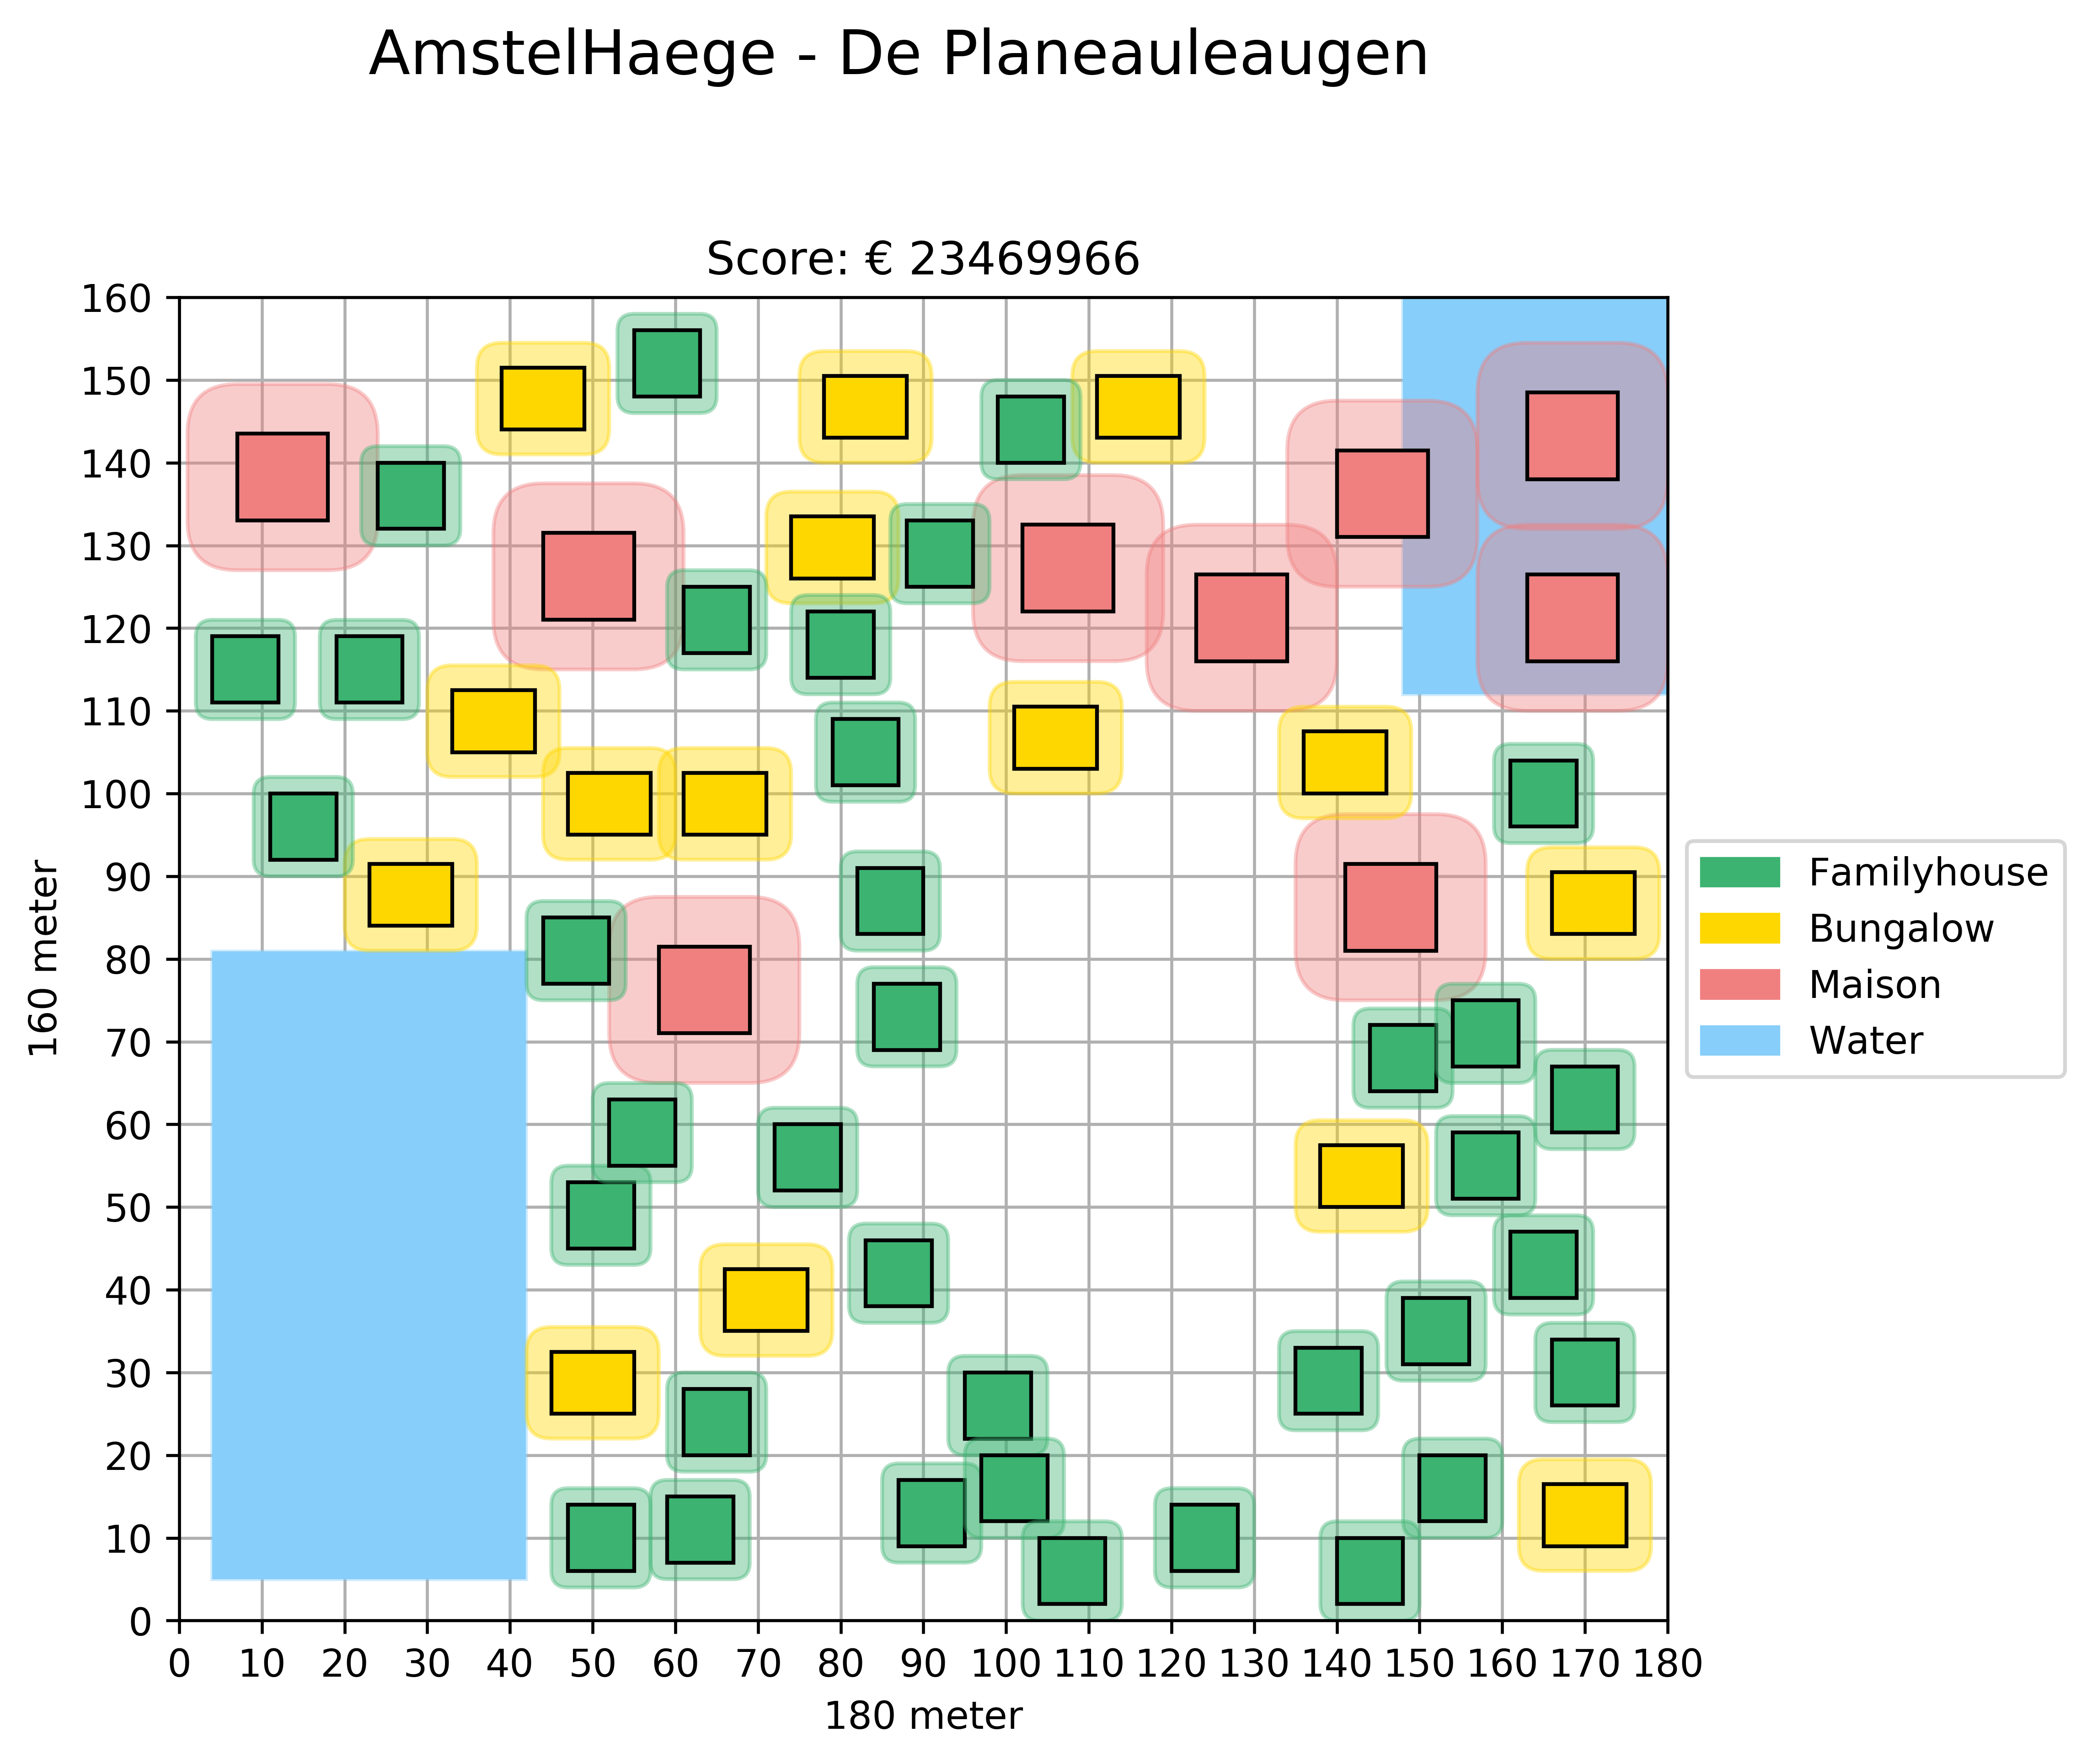 AmstelHaege - De Planeauleaugen
Score: € 23469966
160
150
140
130
120
110
100
90
80
70
60
50
40
30
20
10
0
160 meter
0 10 20 30 40 50 60 70 80 90 100 110 120 130 140 150 160 170 180
180 meter
Familyhouse
Bungalow
Maison
Water